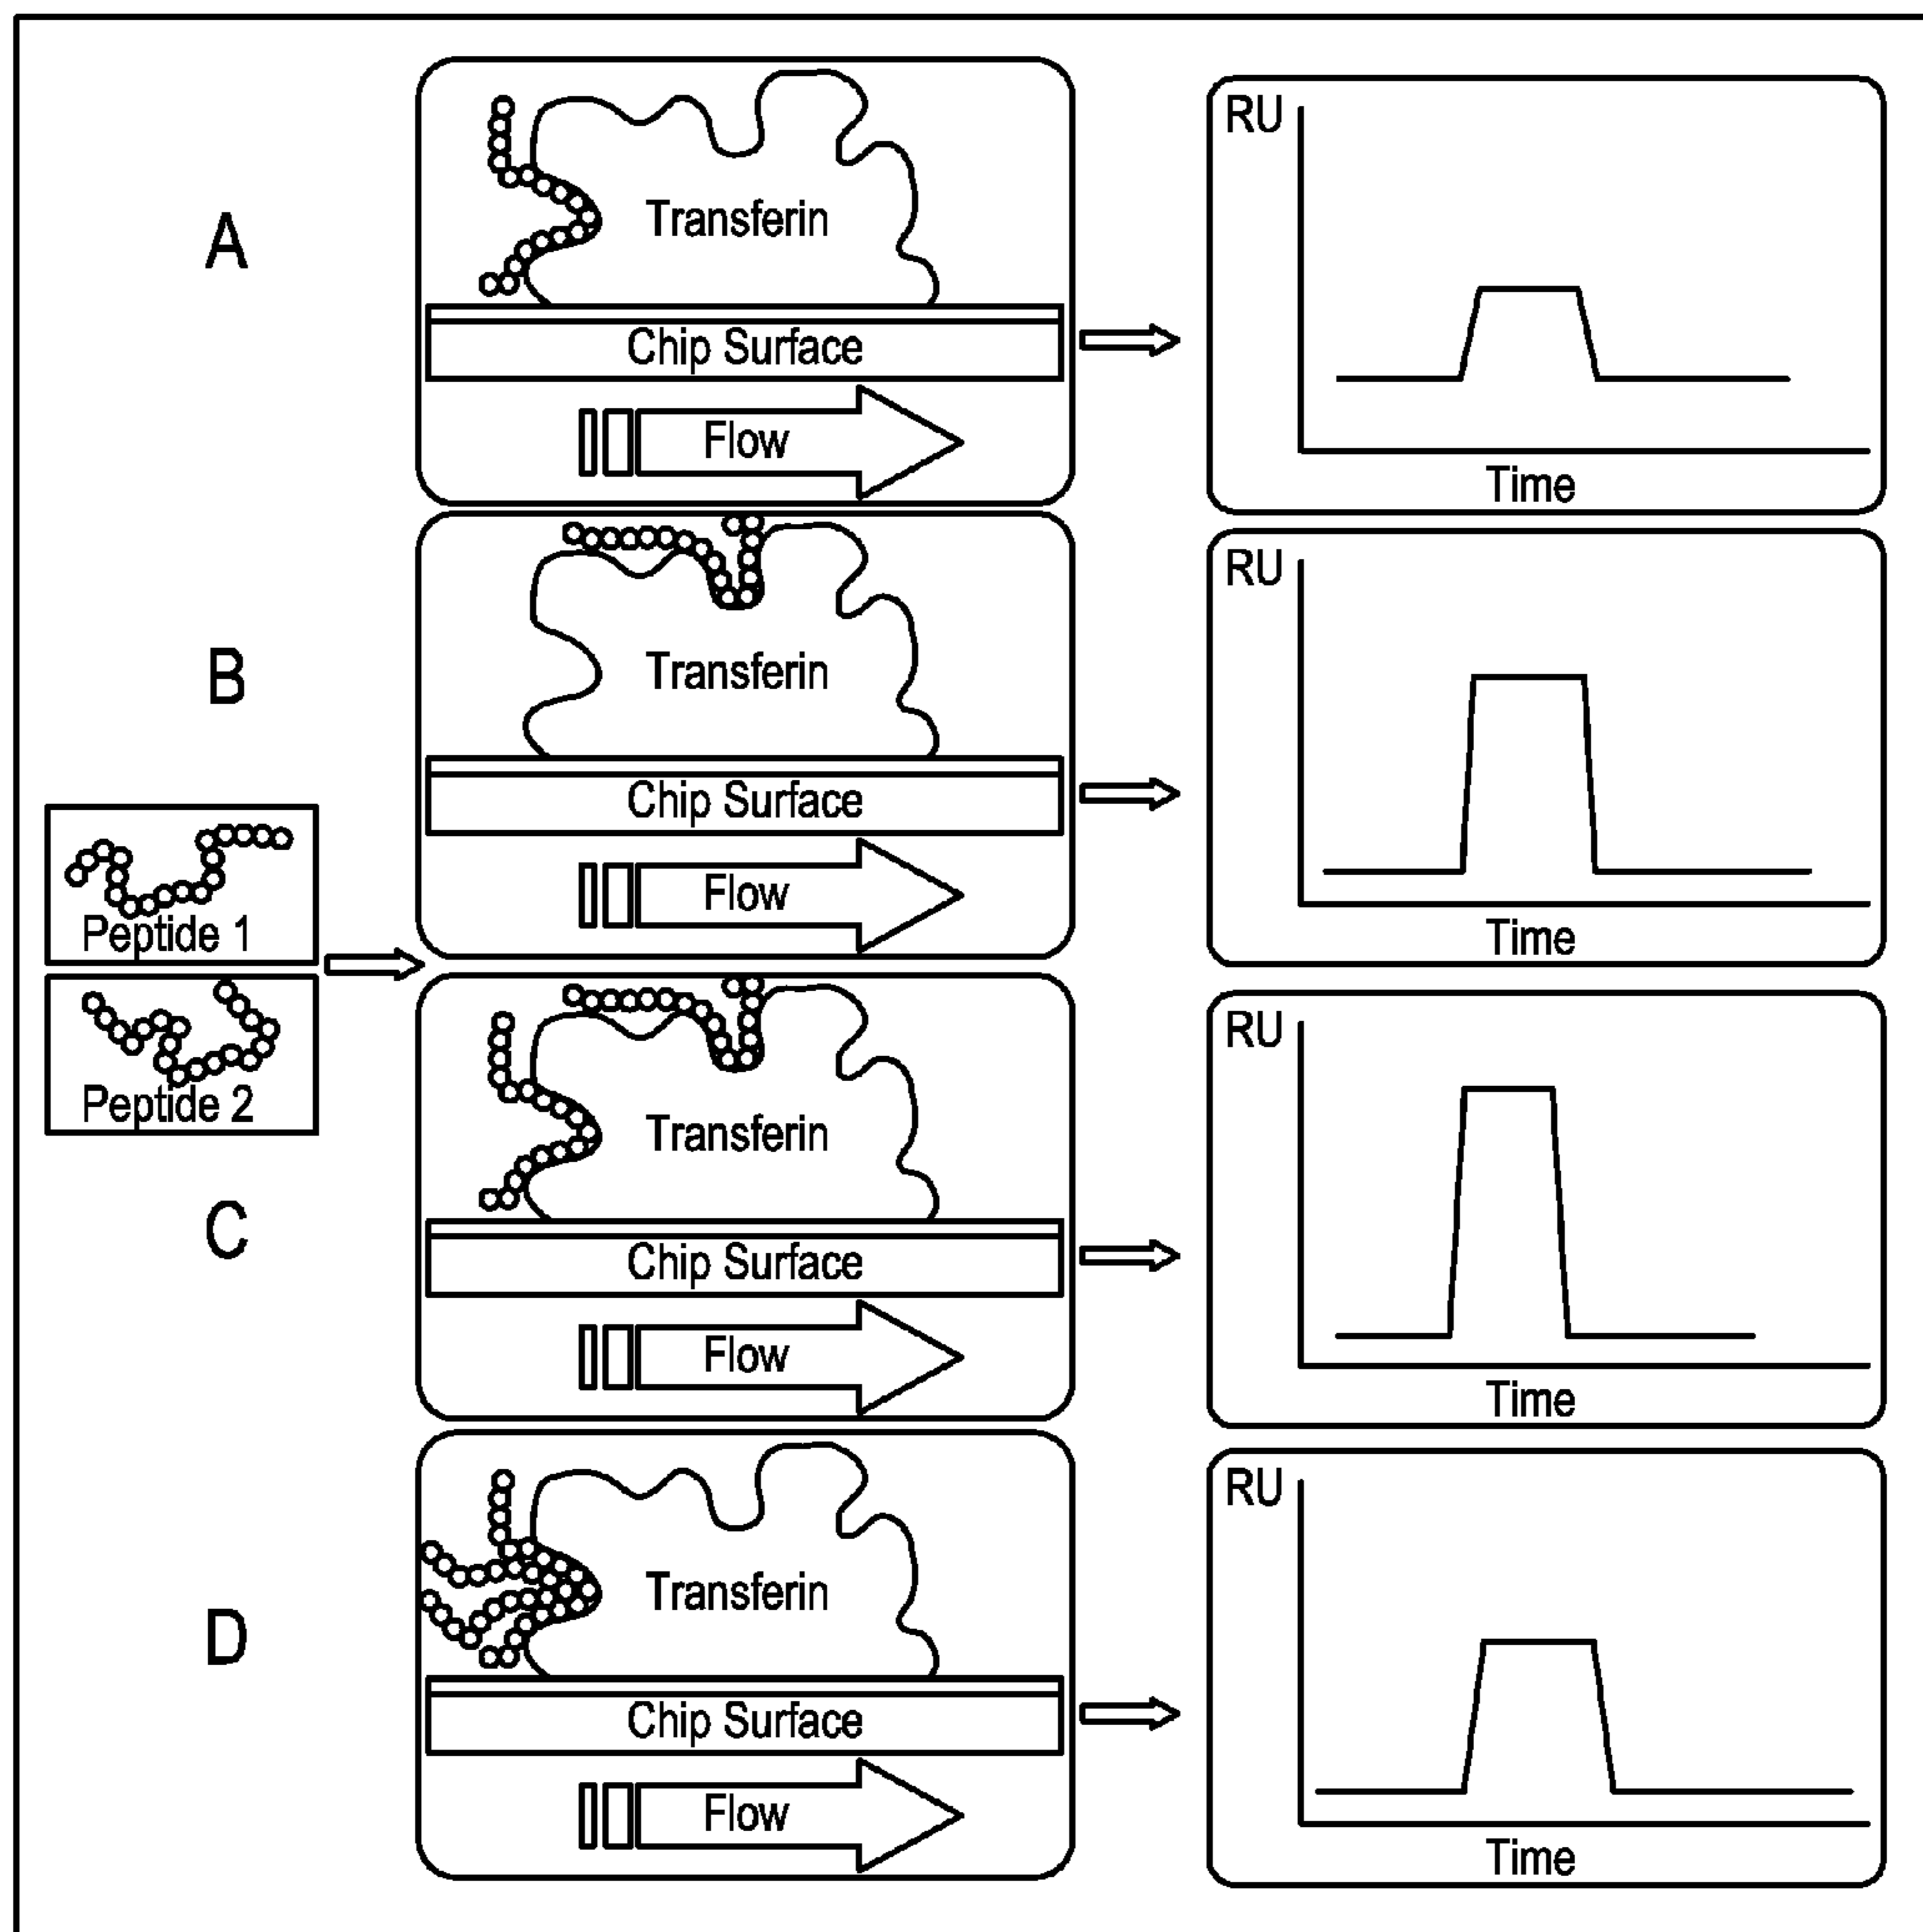 A
Transferin
Chip Surface
Flow
RU
Time
B
Transferin
Chip Surface
Flow
RU
Time
Peptide 1
Peptide 2
C
Transferin
Chip Surface
Flow
RU
Time
D
Transferin
Chip Surface
Flow
RU
Time